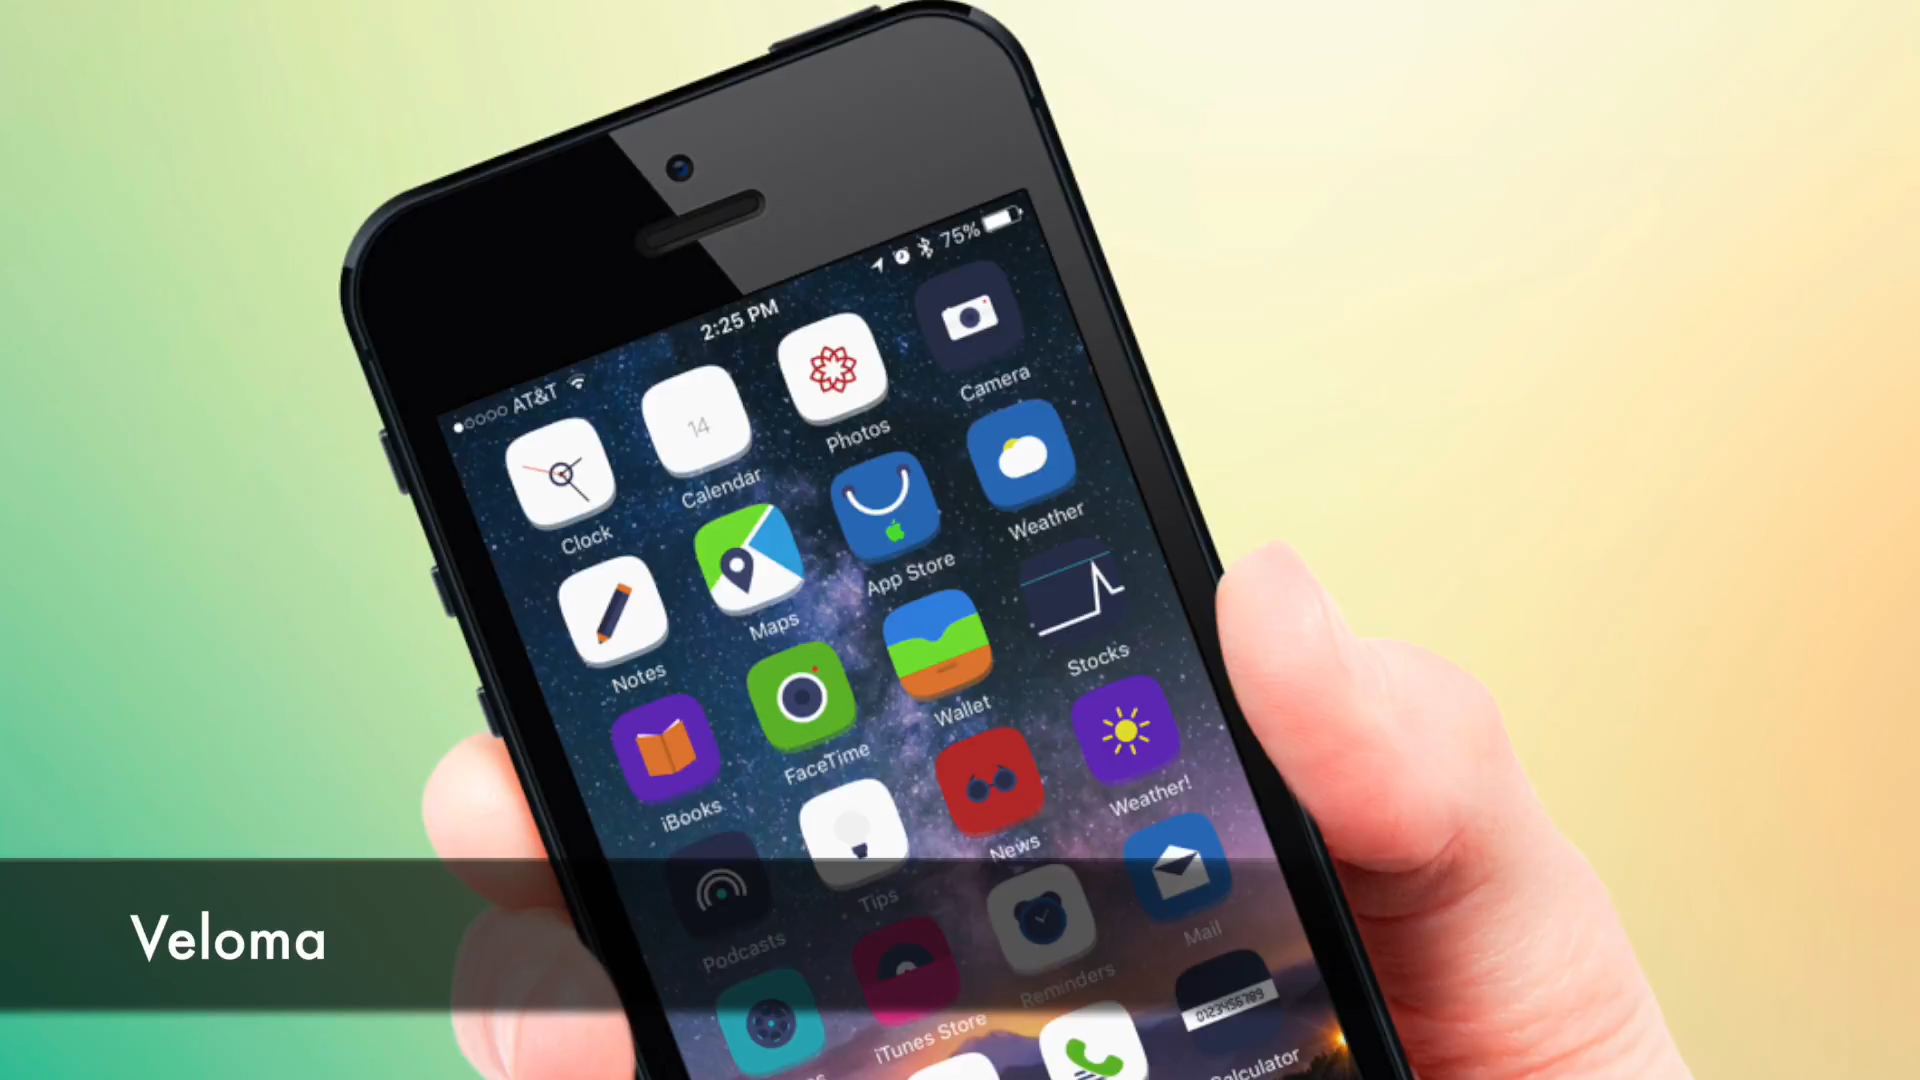 AT&T
2:25 PM
75%
Clock
14
Calendar
Photos
Camera
Notes
Maps
App Store
Weather
iBooks
FaceTime
Wallet
Stocks
Podcasts
Tips
News
Weather!
iTunes Store
Reminders
Mail
0123456789
Calculator
Veloma